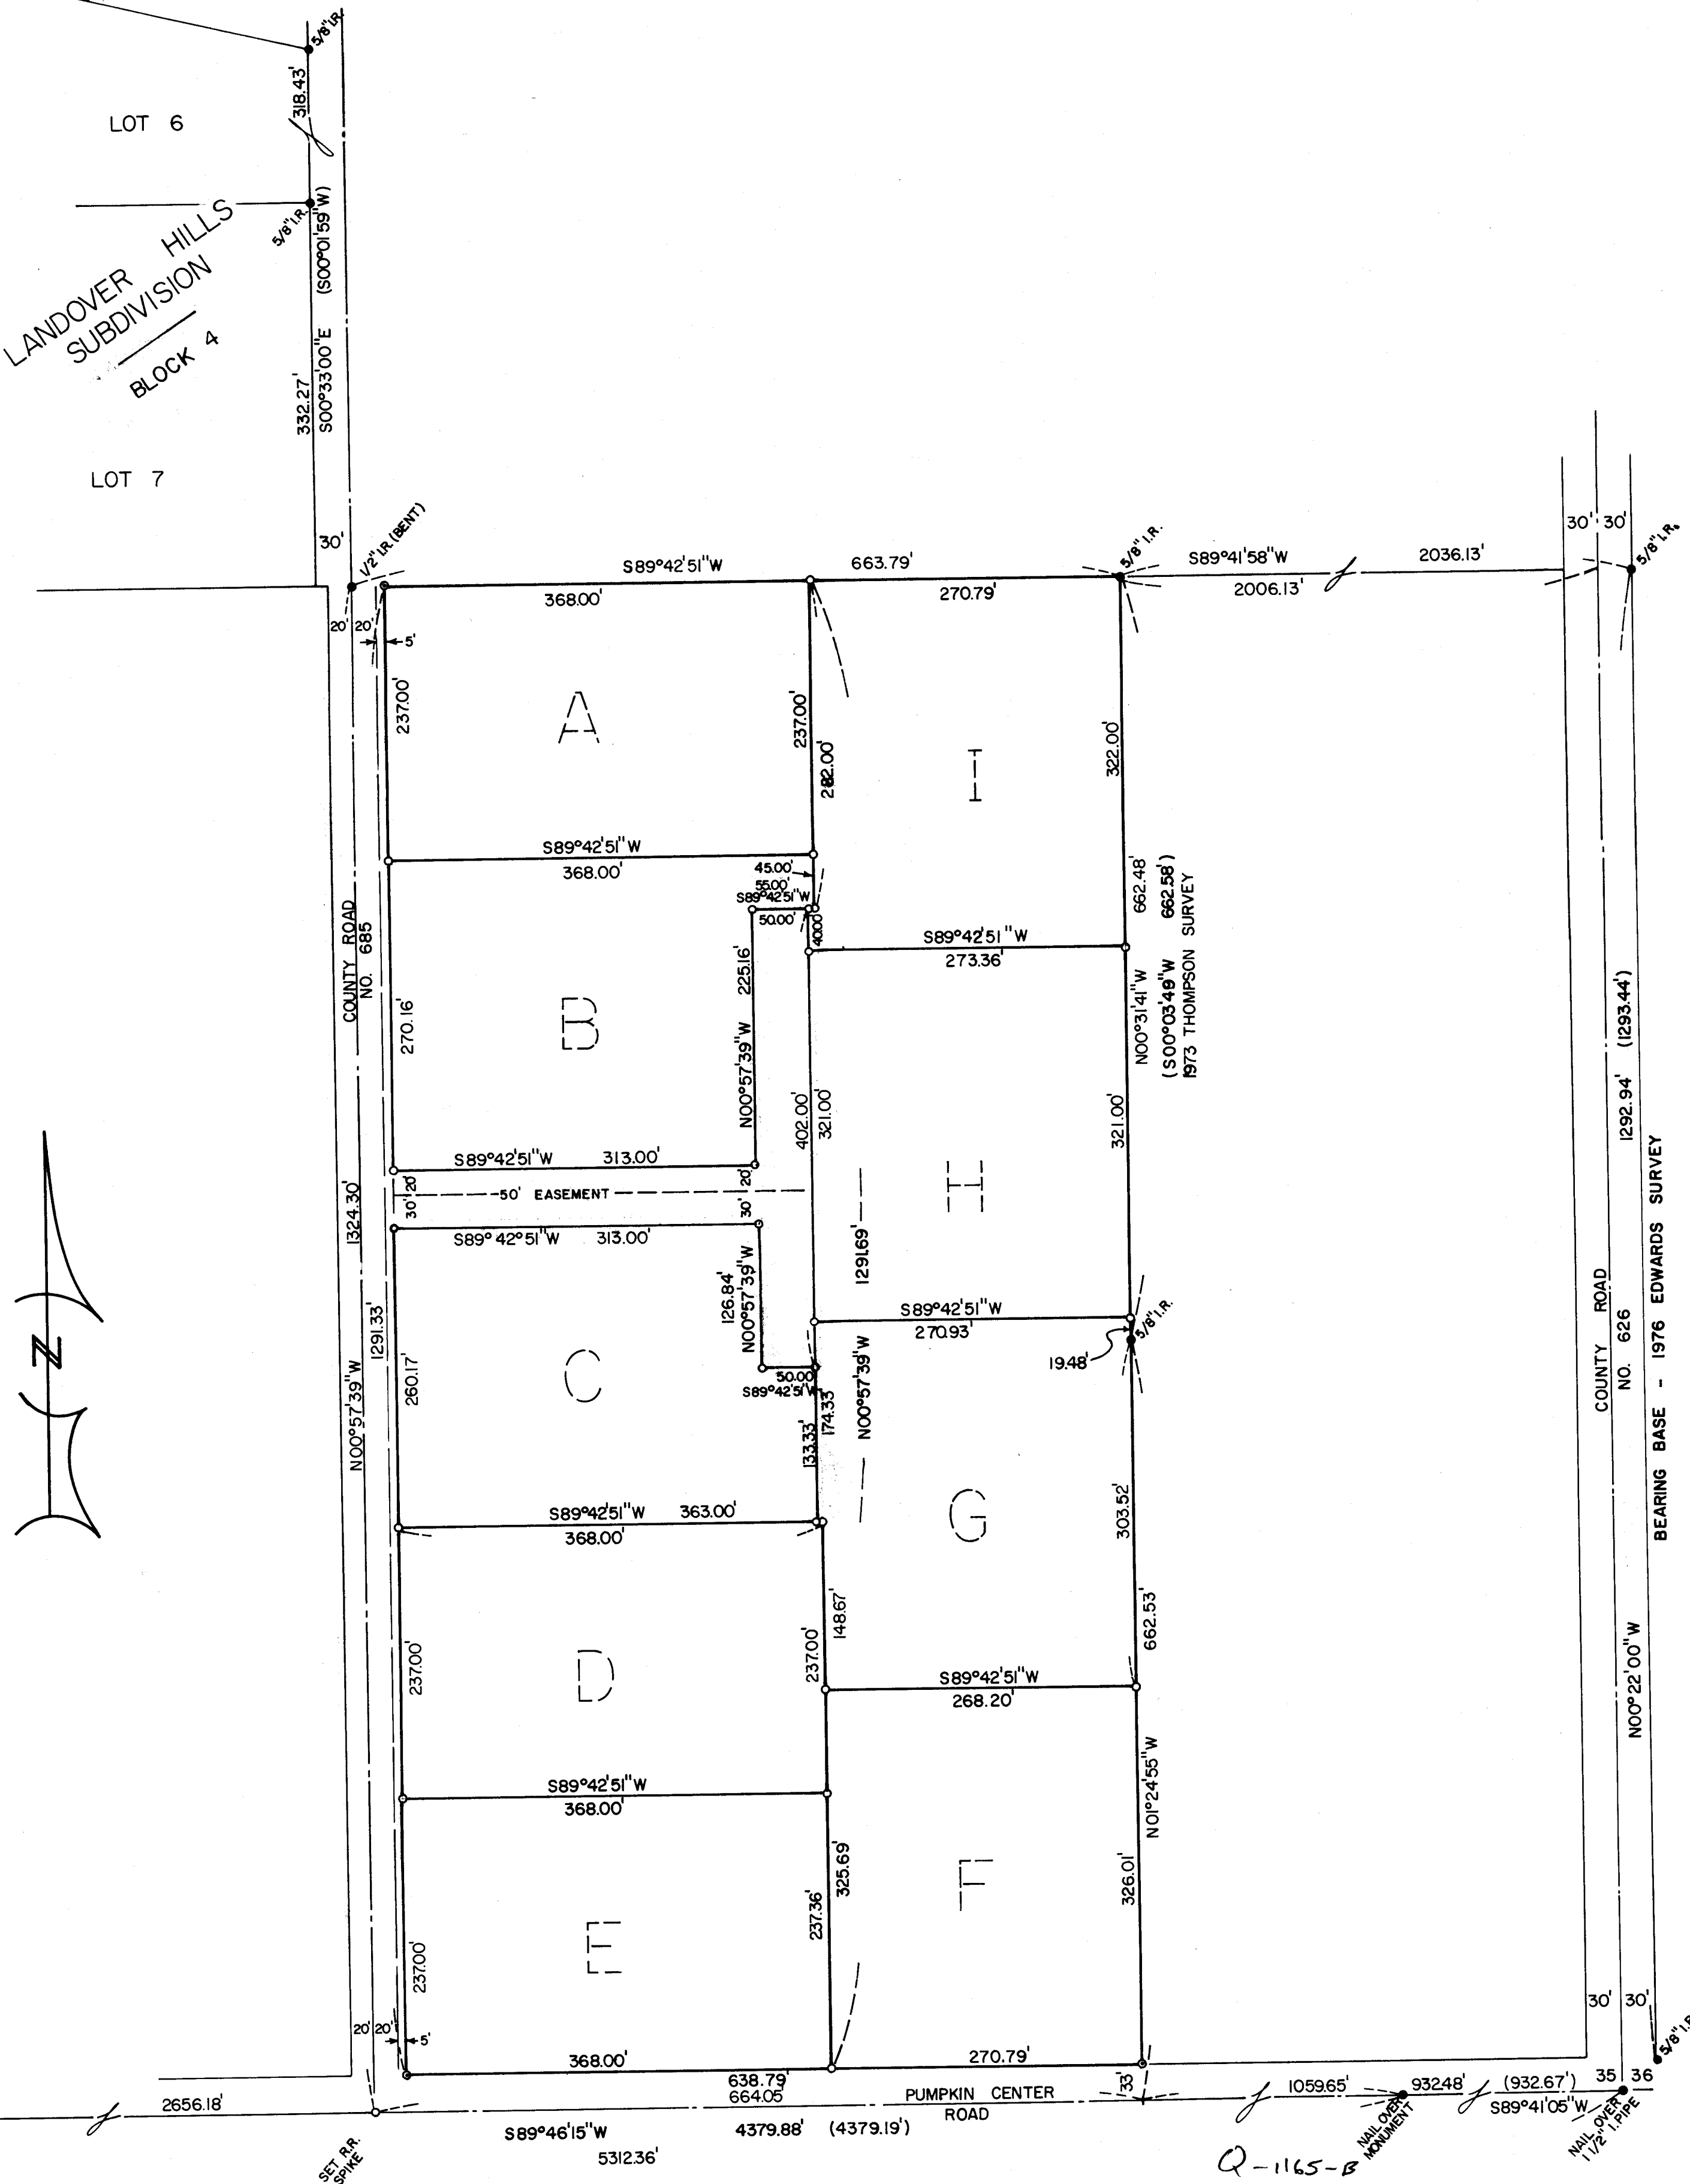 5/8" I.R.
318.43'
LOT 6
5/8" I.R.
(S00°01'59"W)
LANDOVER HILLS
SUBDIVISION
BLOCK 4
332.27'
S00°33'00"E
LOT 7
30'
1/2" I.R. (BENT)
S89°42'51"W
663.79'
5/8" I.R.
S89°41'58"W
2036.13'
30' 30'
5/8" I.R.
368.00'
270.79'
2006.13'
20' 20'
5'
237.00'
A
237.00'
282.00'
I
322.00'
S89°42'51"W
368.00'
45.00'
55.00'
S89°42'51"W
50.00'
40.00'
S89°42'51"W
273.36'
662.48'
N00°31'41"W
(S00°03'49"W 662.58')
1973 THOMPSON SURVEY
COUNTY ROAD
NO. 685
270.16'
B
225.16'
N00°57'39"W
402.00'
321.00'
H
321.00'
1292.94' (1293.44')
S89°42'51"W 313.00'
20'
20'
50' EASEMENT
30'
30'
S89°42'51"W 313.00'
1324.30'
N00°57'39"W
1291.33'
260.17'
C
126.84'
N00°57'39"W
1291.69'
N00°57'39"W
S89°42'51"W
270.93'
5/8" I.R.
19.48'
50.00'
S89°42'51"W
133.33'
174.33'
COUNTY ROAD
NO. 626
BEARING BASE - 1976 EDWARDS SURVEY
N
G
303.52'
S89°42'51"W 363.00'
368.00'
237.00'
D
237.00'
148.67'
662.53'
S89°42'51"W
268.20'
N00°22'00"W
S89°42'51"W
368.00'
N01°24'55"W
325.69'
237.36'
F
326.01'
E
237.00'
20' 20'
5'
30' 30'
5/8" I.R.
368.00'
270.79'
638.79'
664.05
PUMPKIN CENTER
ROAD
33'
1059.65'
932.48'
(932.67')
35 36
2656.18'
S89°46'15"W
4379.88' (4379.19')
S89°41'05"W
5312.36'
SET R.R.
SPIKE
NAIL OVER
MONUMENT
NAIL OVER
1 1/2" I. PIPE
Q-1165-B